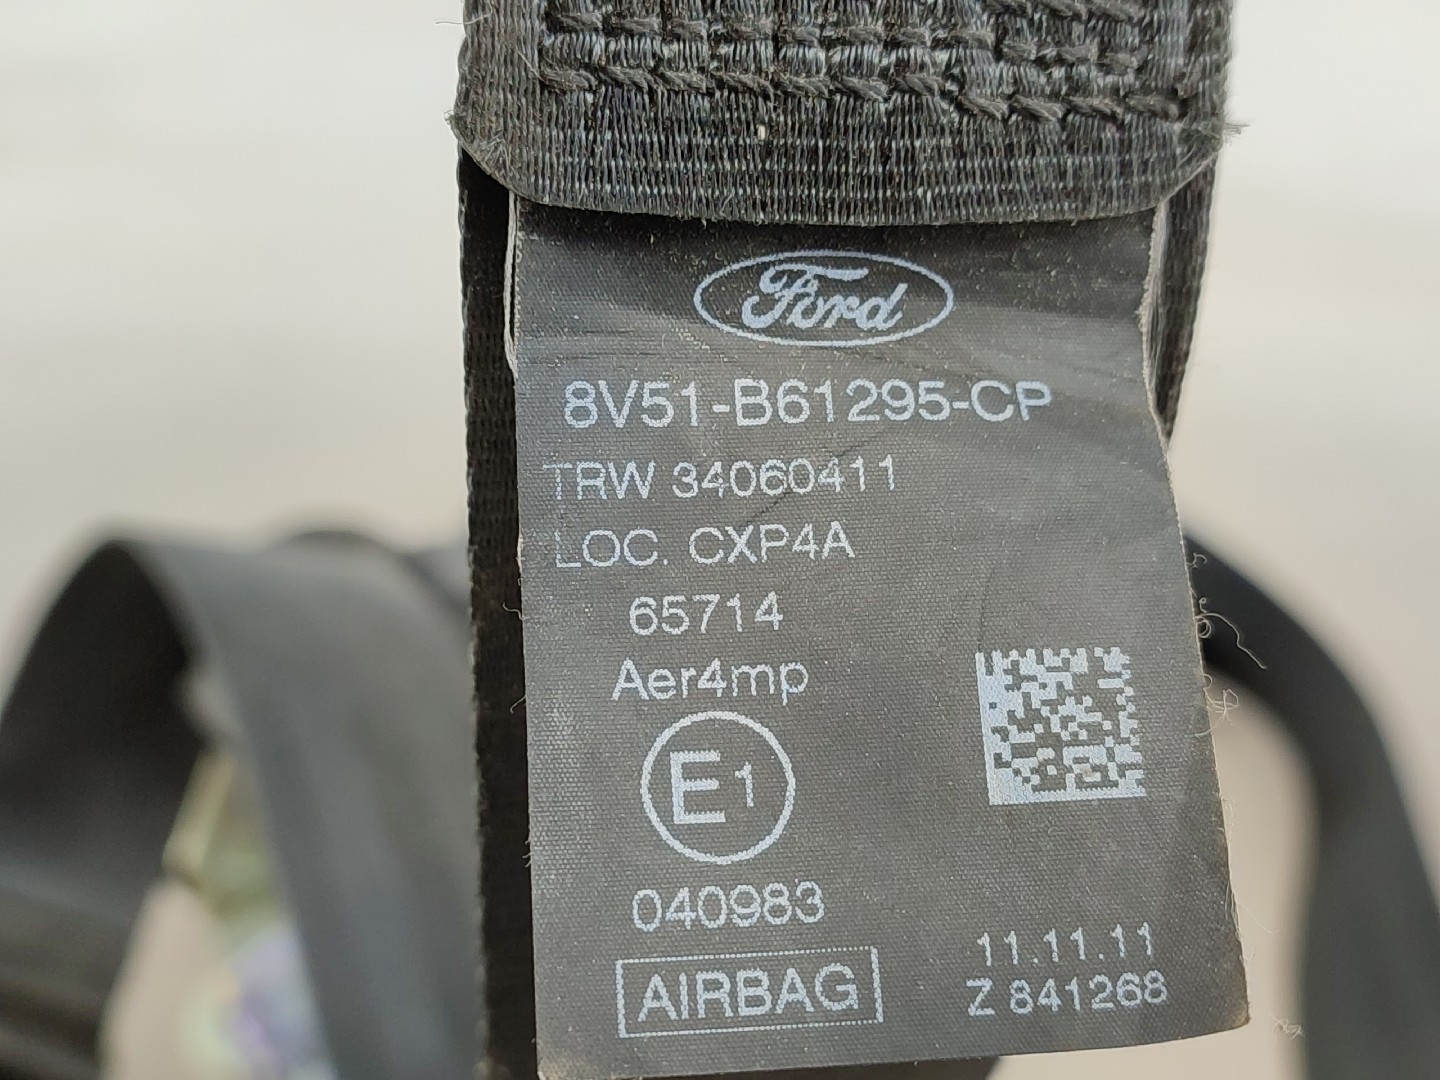 Ford
8V51-B61295-CP
TRW 34060411
LOC. CXP4A
65714
Aer4mp
E1
040983
AIRBAG
11.11.11
Z 841268